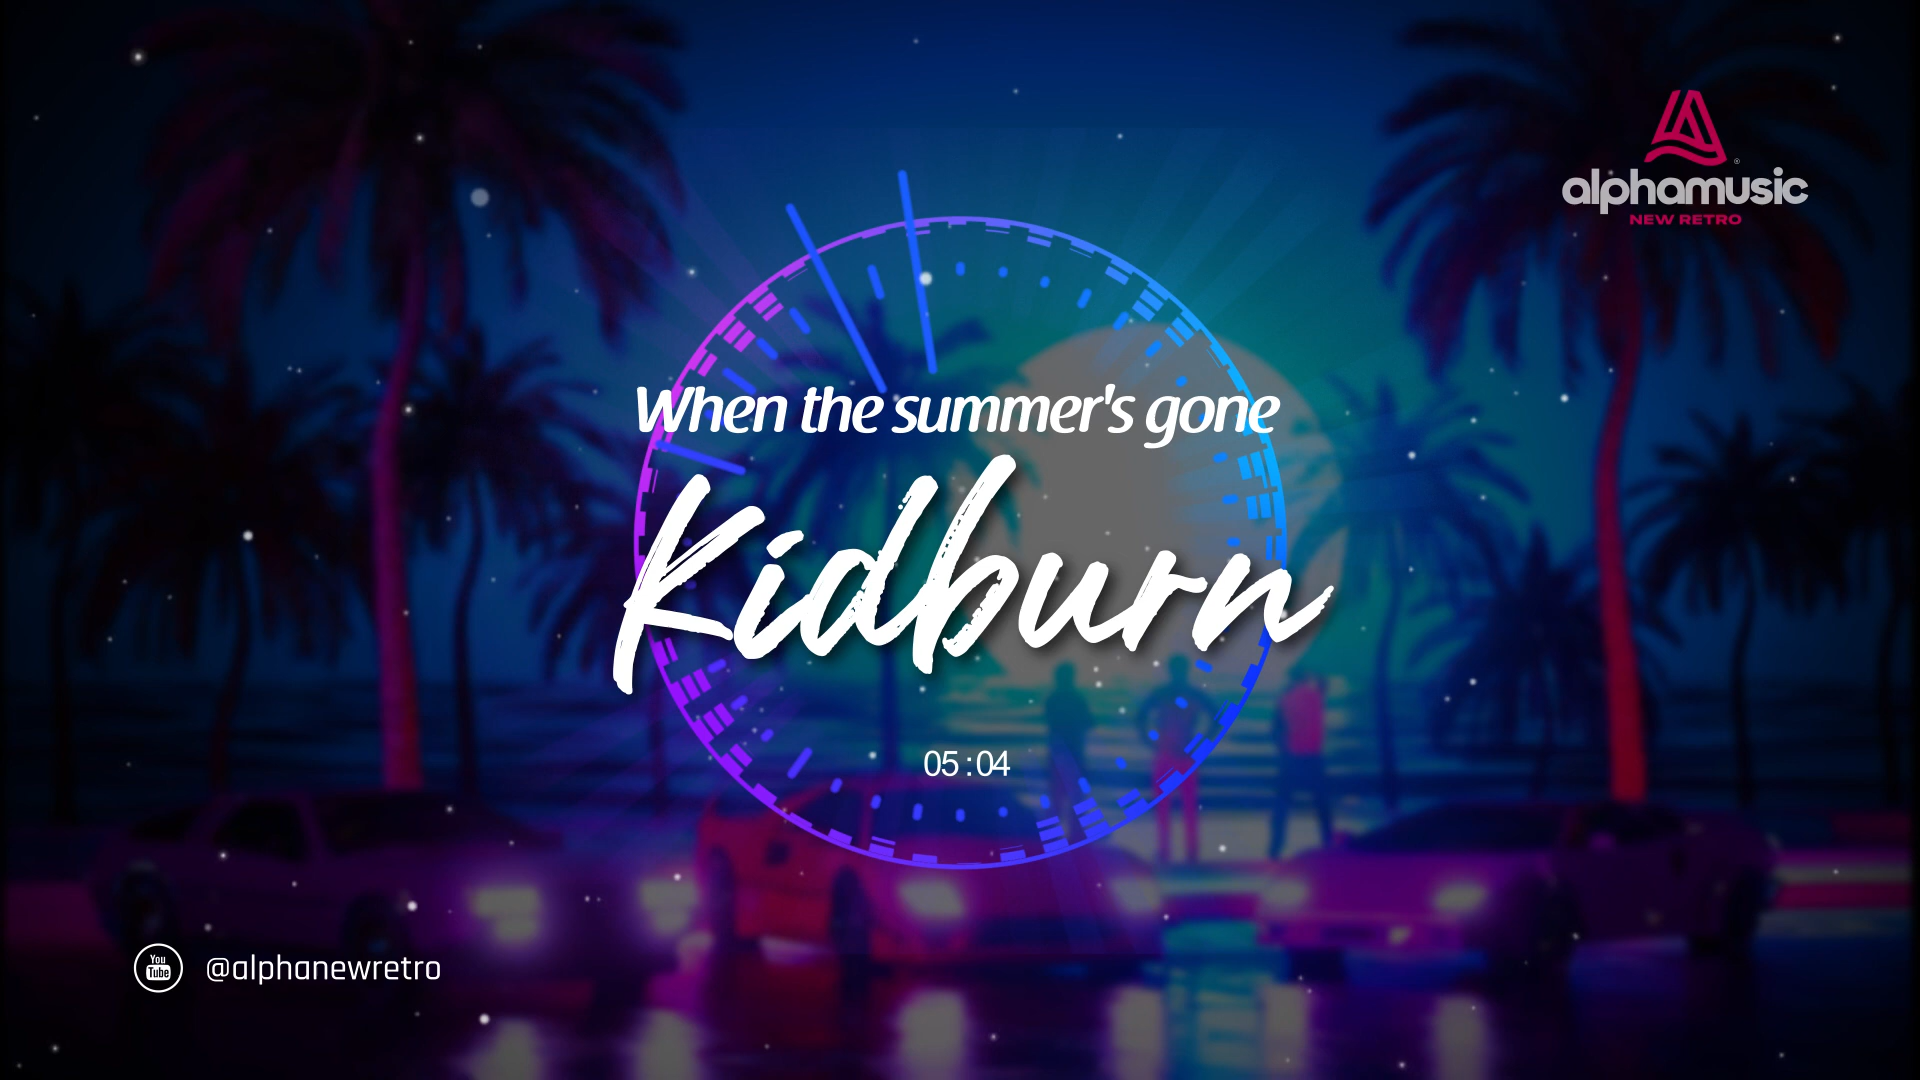 alphamusic
NEW RETRO
When the summer's gone
Kidburn
05:04
You
Tube
@alphanewretro